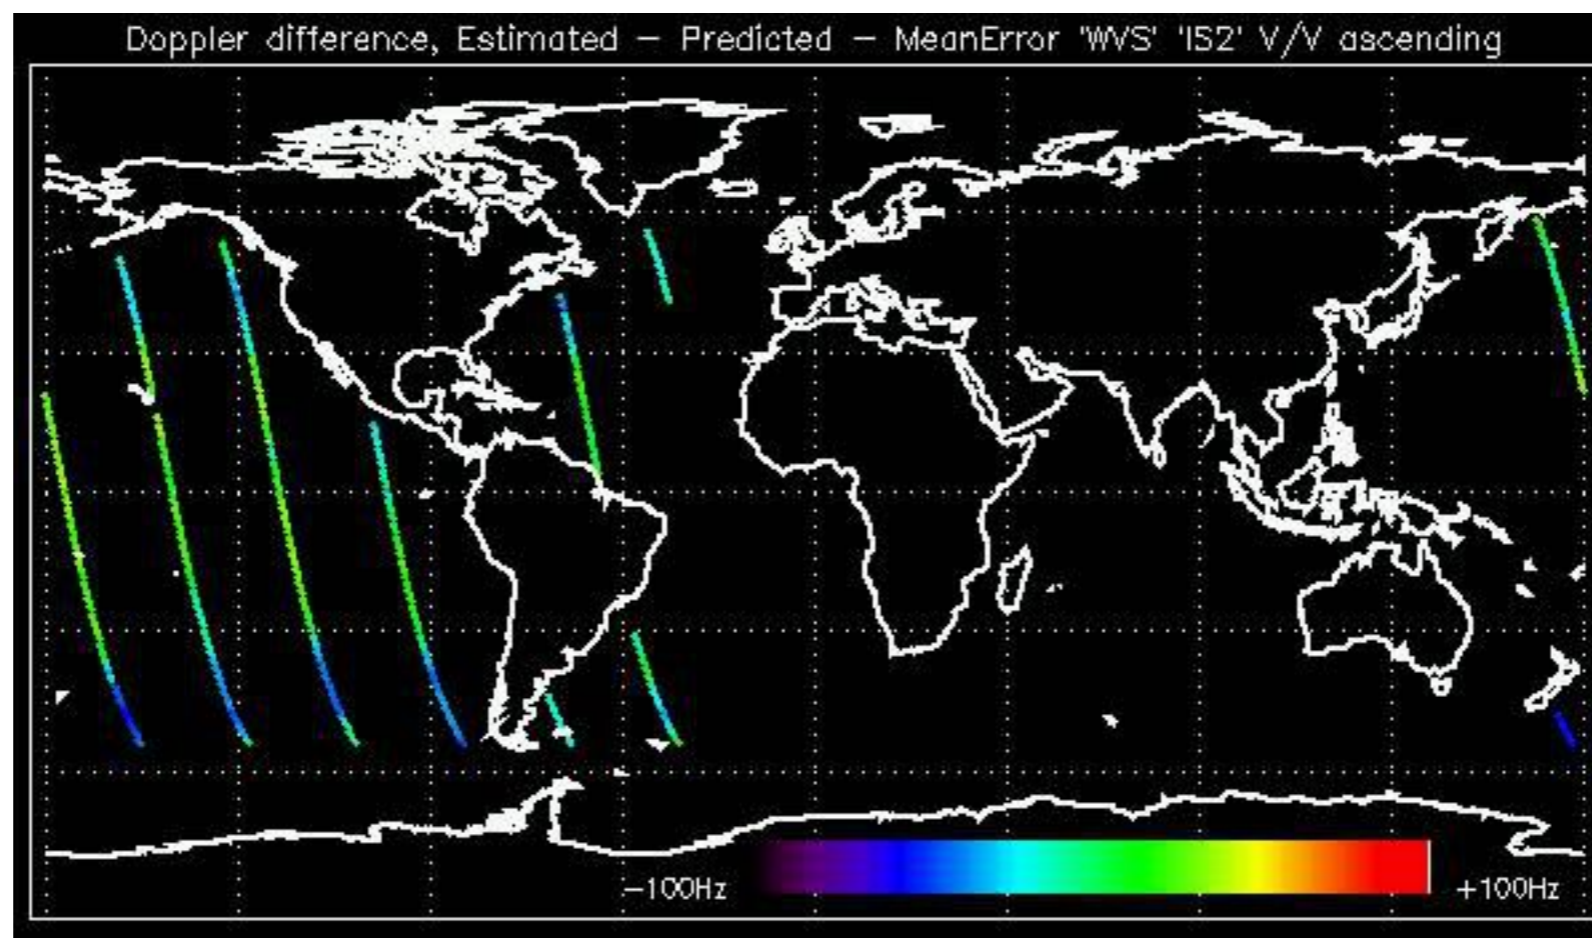 Doppler difference, Estimated − Predicted − MeanError 'WVS' 'IS2' V/V ascending
−100Hz +100Hz